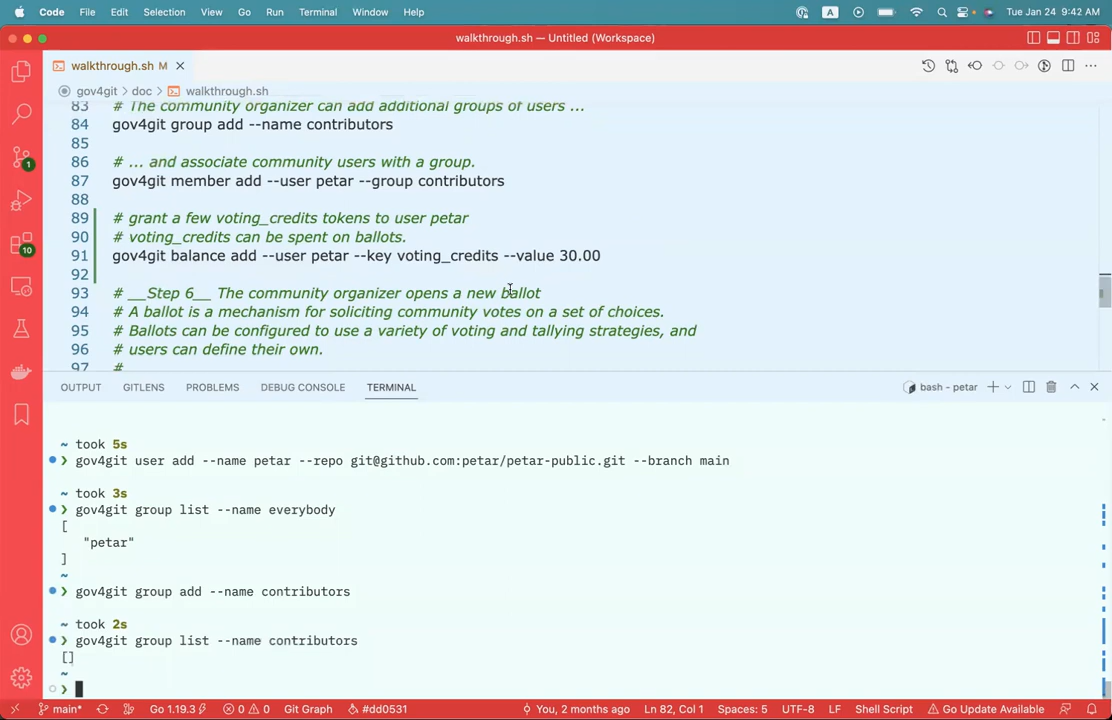 Code File Edit Selection View Go Run Terminal Window Help A Tue Jan 24 9:42 AM
walkthrough.sh — Untitled (Workspace)
walkthrough.sh M
gov4git > doc > walkthrough.sh
83 # The community organizer can add additional groups of users ...
84 gov4git group add --name contributors
85
86 # ... and associate community users with a group.
87 gov4git member add --user petar --group contributors
88
89 # grant a few voting_credits tokens to user petar
90 # voting_credits can be spent on ballots.
91 gov4git balance add --user petar --key voting_credits --value 30.00
92
93 # __Step 6__ The community organizer opens a new ballot
94 # A ballot is a mechanism for soliciting community votes on a set of choices.
95 # Ballots can be configured to use a variety of voting and tallying strategies, and
96 # users can define their own.
97 #
1
10
OUTPUT GITLENS PROBLEMS DEBUG CONSOLE TERMINAL bash - petar
~ took 5s
❯ gov4git user add --name petar --repo git@github.com:petar/petar-public.git --branch main
~ took 3s
❯ gov4git group list --name everybody
[
"petar"
]
~
❯ gov4git group add --name contributors
~ took 2s
❯ gov4git group list --name contributors
[]
~
❯
main* Go 1.19.3 0 0 Git Graph #dd0531 You, 2 months ago Ln 82, Col 1 Spaces: 5 UTF-8 LF Shell Script Go Update Available